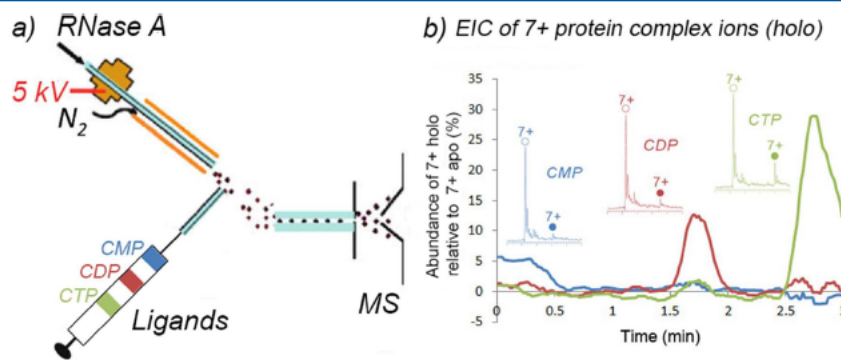 a)
RNase A
5 kV
N2
CMP
CDP
CTP
Ligands
MS
b) EIC of 7+ protein complex ions (holo)
Abundance of 7+ holo
relative to 7+ apo (%)
35
30
25
20
15
10
5
0
-5
7+
CMP
7+
7+
CDP
7+
7+
CTP
7+
0
0.5
1
1.5
2
2.5
3
Time (min)